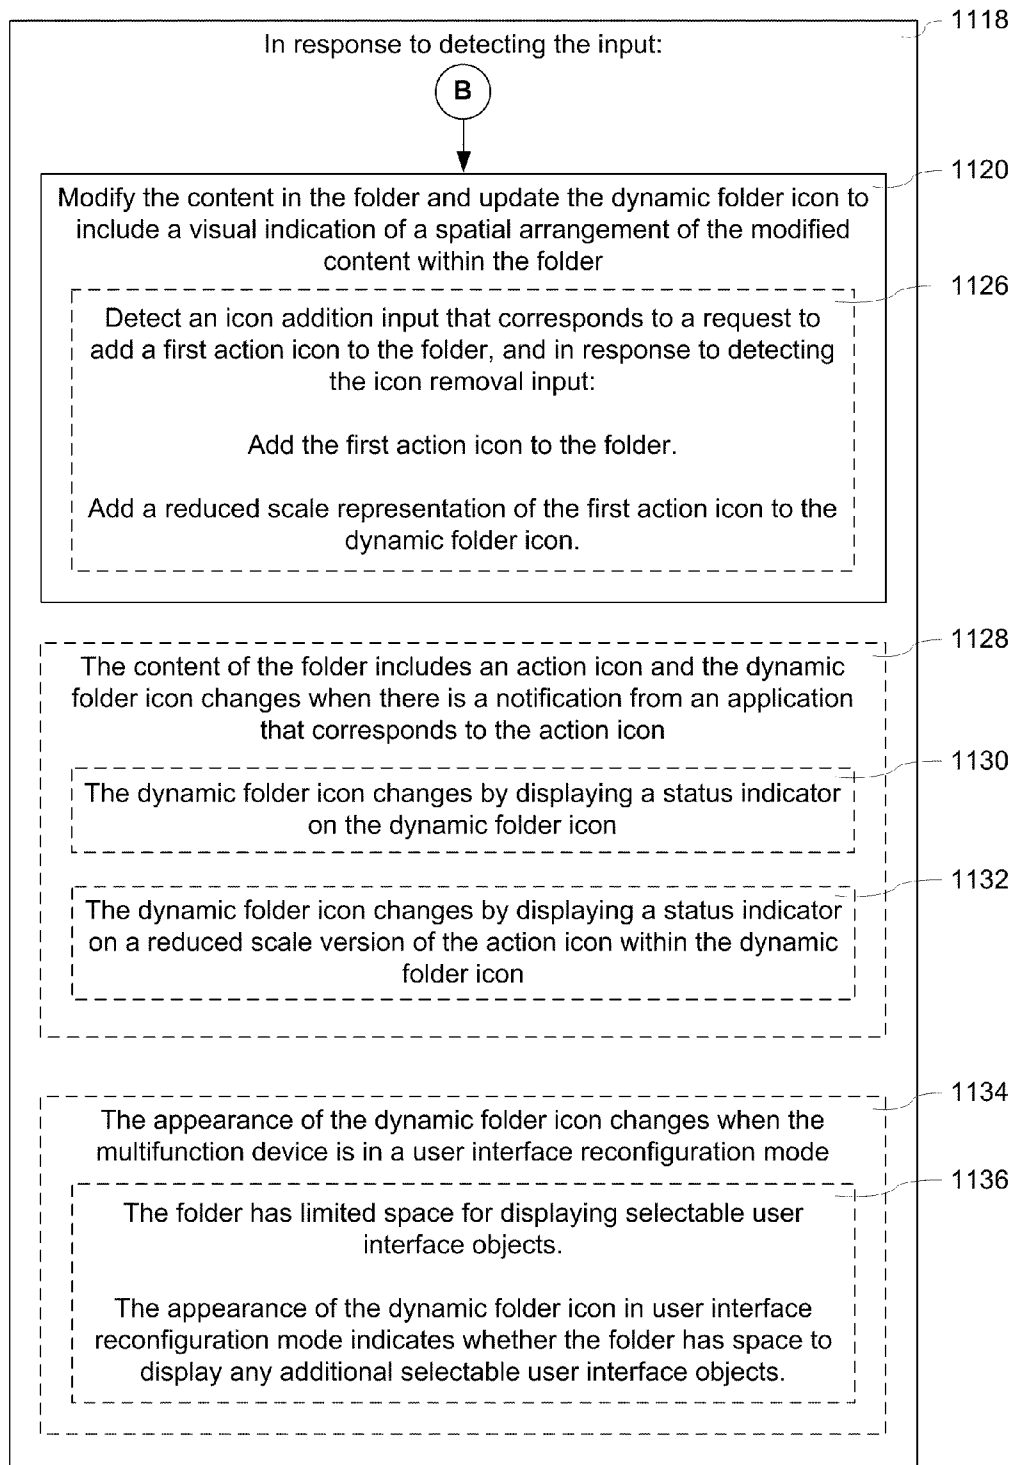 1118
In response to detecting the input:
B
1120
Modify the content in the folder and update the dynamic folder icon to
include a visual indication of a spatial arrangement of the modified
content within the folder
1126
Detect an icon addition input that corresponds to a request to
add a first action icon to the folder, and in response to detecting
the icon removal input:
Add the first action icon to the folder.
Add a reduced scale representation of the first action icon to the
dynamic folder icon.
1128
The content of the folder includes an action icon and the dynamic
folder icon changes when there is a notification from an application
that corresponds to the action icon
1130
The dynamic folder icon changes by displaying a status indicator
on the dynamic folder icon
1132
The dynamic folder icon changes by displaying a status indicator
on a reduced scale version of the action icon within the dynamic
folder icon
1134
The appearance of the dynamic folder icon changes when the
multifunction device is in a user interface reconfiguration mode
1136
The folder has limited space for displaying selectable user
interface objects.
The appearance of the dynamic folder icon in user interface
reconfiguration mode indicates whether the folder has space to
display any additional selectable user interface objects.